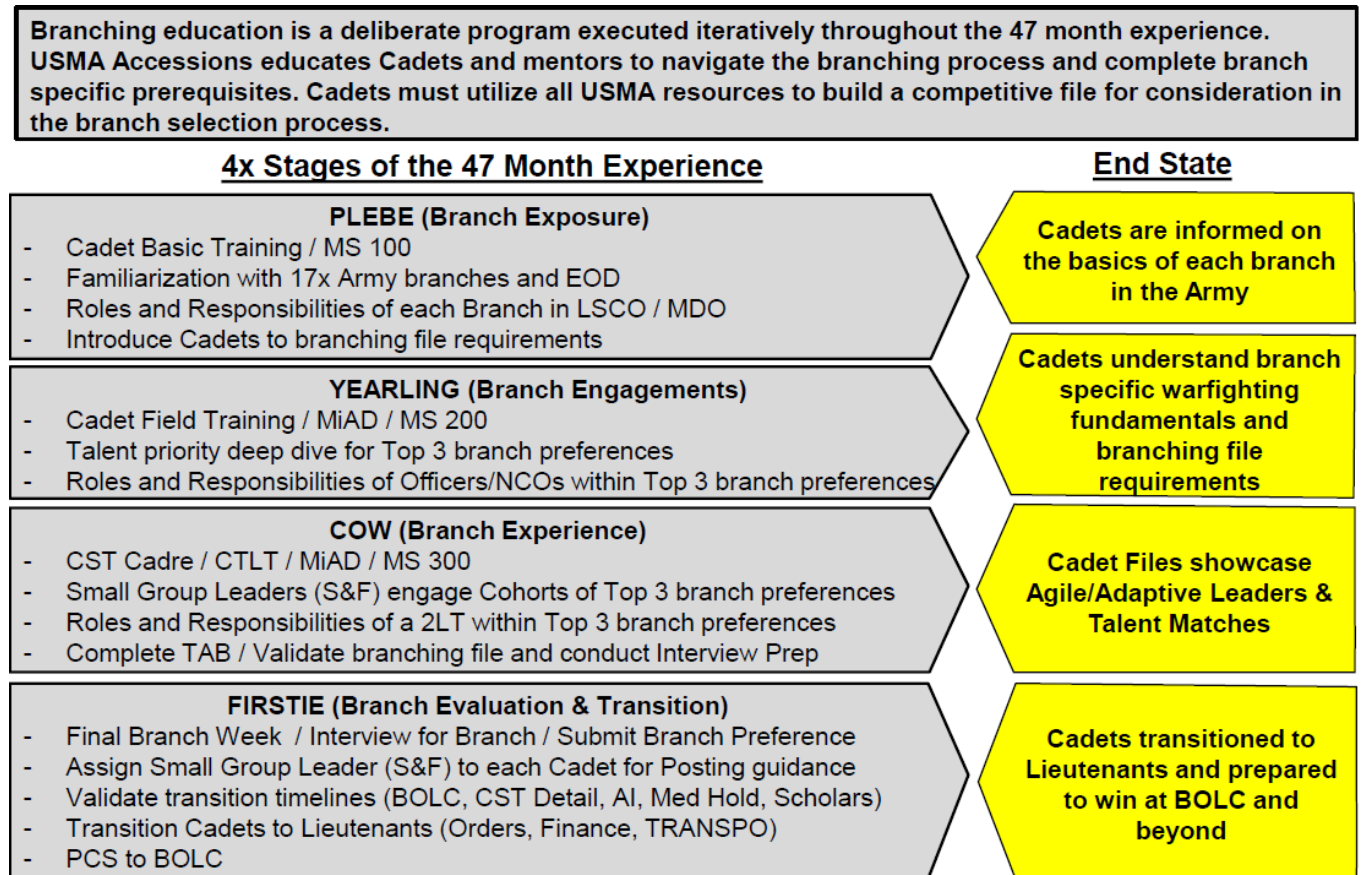 Branching education is a deliberate program executed iteratively throughout the 47 month experience.
USMA Accessions educates Cadets and mentors to navigate the branching process and complete branch
specific prerequisites. Cadets must utilize all USMA resources to build a competitive file for consideration in
the branch selection process.
4x Stages of the 47 Month Experience
End State
PLEBE (Branch Exposure)
- Cadet Basic Training / MS 100
- Familiarization with 17x Army branches and EOD
- Roles and Responsibilities of each Branch in LSCO / MDO
- Introduce Cadets to branching file requirements
Cadets are informed on
the basics of each branch
in the Army
YEARLING (Branch Engagements)
- Cadet Field Training / MiAD / MS 200
- Talent priority deep dive for Top 3 branch preferences
- Roles and Responsibilities of Officers/NCOs within Top 3 branch preferences
Cadets understand branch
specific warfighting
fundamentals and
branching file
requirements
COW (Branch Experience)
- CST Cadre / CTLT / MiAD / MS 300
- Small Group Leaders (S&F) engage Cohorts of Top 3 branch preferences
- Roles and Responsibilities of a 2LT within Top 3 branch preferences
- Complete TAB / Validate branching file and conduct Interview Prep
Cadet Files showcase
Agile/Adaptive Leaders &
Talent Matches
FIRSTIE (Branch Evaluation & Transition)
- Final Branch Week / Interview for Branch / Submit Branch Preference
- Assign Small Group Leader (S&F) to each Cadet for Posting guidance
- Validate transition timelines (BOLC, CST Detail, AI, Med Hold, Scholars)
- Transition Cadets to Lieutenants (Orders, Finance, TRANSPO)
- PCS to BOLC
Cadets transitioned to
Lieutenants and prepared
to win at BOLC and
beyond